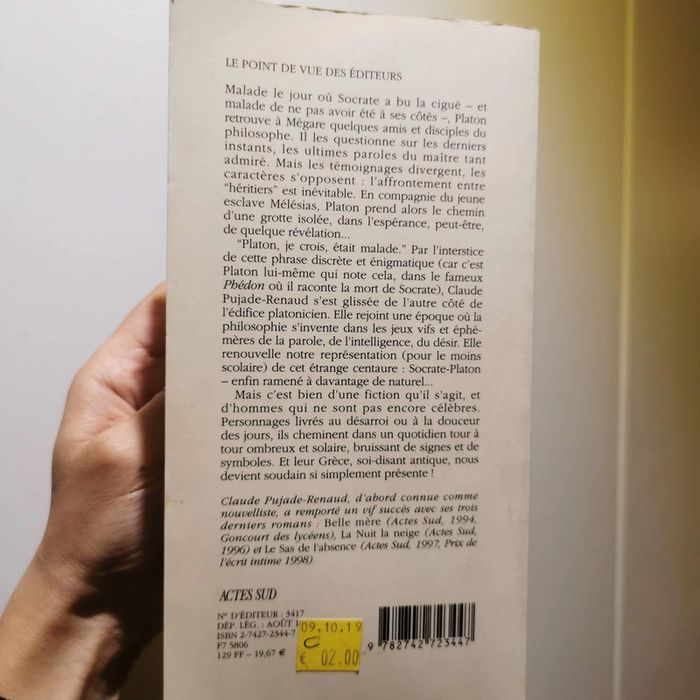 LE POINT DE VUE DES ÉDITEURS
Malade le jour où Socrate a bu la ciguë – et
malade de ne pas avoir été à ses côtés –, Platon
retrouve à Mégare quelques amis et disciples du
philosophe. Il les questionne sur les derniers
instants, les ultimes paroles du maître tant
admiré. Mais les témoignages divergent, les
caractères s'opposent : l'affrontement entre
"héritiers" est inévitable. En compagnie du jeune
esclave Mélésias, Platon prend alors le chemin
d'une grotte isolée, dans l'espérance, peut-être,
de quelque révélation...
"Platon, je crois, était malade." Par l'interstice
de cette phrase discrète et énigmatique (car c'est
Platon lui-même qui note cela, dans le fameux
Phédon où il raconte la mort de Socrate), Claude
Pujade-Renaud s'est glissée de l'autre côté de
l'édifice platonicien. Elle rejoint une époque où la
philosophie s'invente dans les jeux vifs et éphé-
mères de la parole, de l'intelligence, du désir. Elle
renouvelle notre représentation (pour le moins
scolaire) de cet étrange centaure : Socrate-Platon
– enfin ramené à davantage de naturel...
Mais c'est bien d'une fiction qu'il s'agit, et
d'hommes qui ne sont pas encore célèbres.
Personnages livrés au désarroi ou à la douceur
des jours, ils cheminent dans un quotidien tour à
tour ombreux et solaire, bruissant de signes et de
symboles. Et leur Grèce, soi-disant antique, nous
devient soudain si simplement présente !
Claude Pujade-Renaud, d'abord connue comme
nouvelliste, a remporté un vif succès avec ses trois
derniers romans : Belle mère (Actes Sud, 1994,
Goncourt des lycéens), La Nuit la neige (Actes Sud,
1996) et Le Sas de l'absence (Actes Sud, 1997, Prix de
l'écrit intime 1998).
ACTES SUD
N° D'ÉDITEUR : 3417
DÉP. LÉG. : AOÛT 1
ISBN 2-7427-2344-7
F7 5806
129 FF – 19,67 €
09.10.19
C
€ 02.00
9 782742 723447